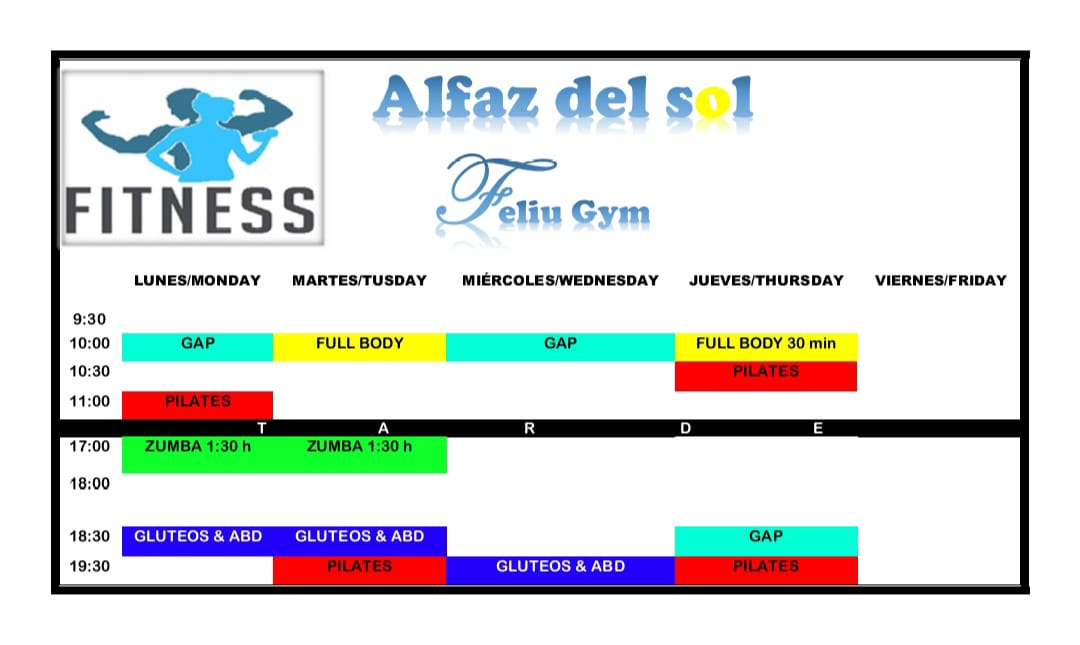 Alfaz del sol
FITNESS
Feliu Gym
LUNES/MONDAY MARTES/TUSDAY MIÉRCOLES/WEDNESDAY JUEVES/THURSDAY VIERNES/FRIDAY
9:30
10:00 GAP FULL BODY GAP FULL BODY 30 min
10:30 PILATES
11:00 PILATES
T A R D E
17:00 ZUMBA 1:30 h ZUMBA 1:30 h
18:00
18:30 GLUTEOS & ABD GLUTEOS & ABD GAP
19:30 PILATES GLUTEOS & ABD PILATES